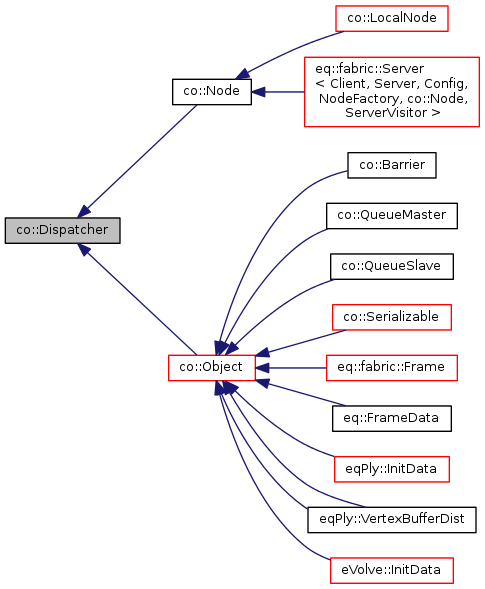 co::LocalNode
eq::fabric::Server
< Client, Server, Config,
NodeFactory, co::Node,
ServerVisitor >
co::Node
co::Barrier
co::QueueMaster
co::Dispatcher
co::QueueSlave
co::Serializable
co::Object
eq::fabric::Frame
eq::FrameData
eqPly::InitData
eqPly::VertexBufferDist
eVolve::InitData